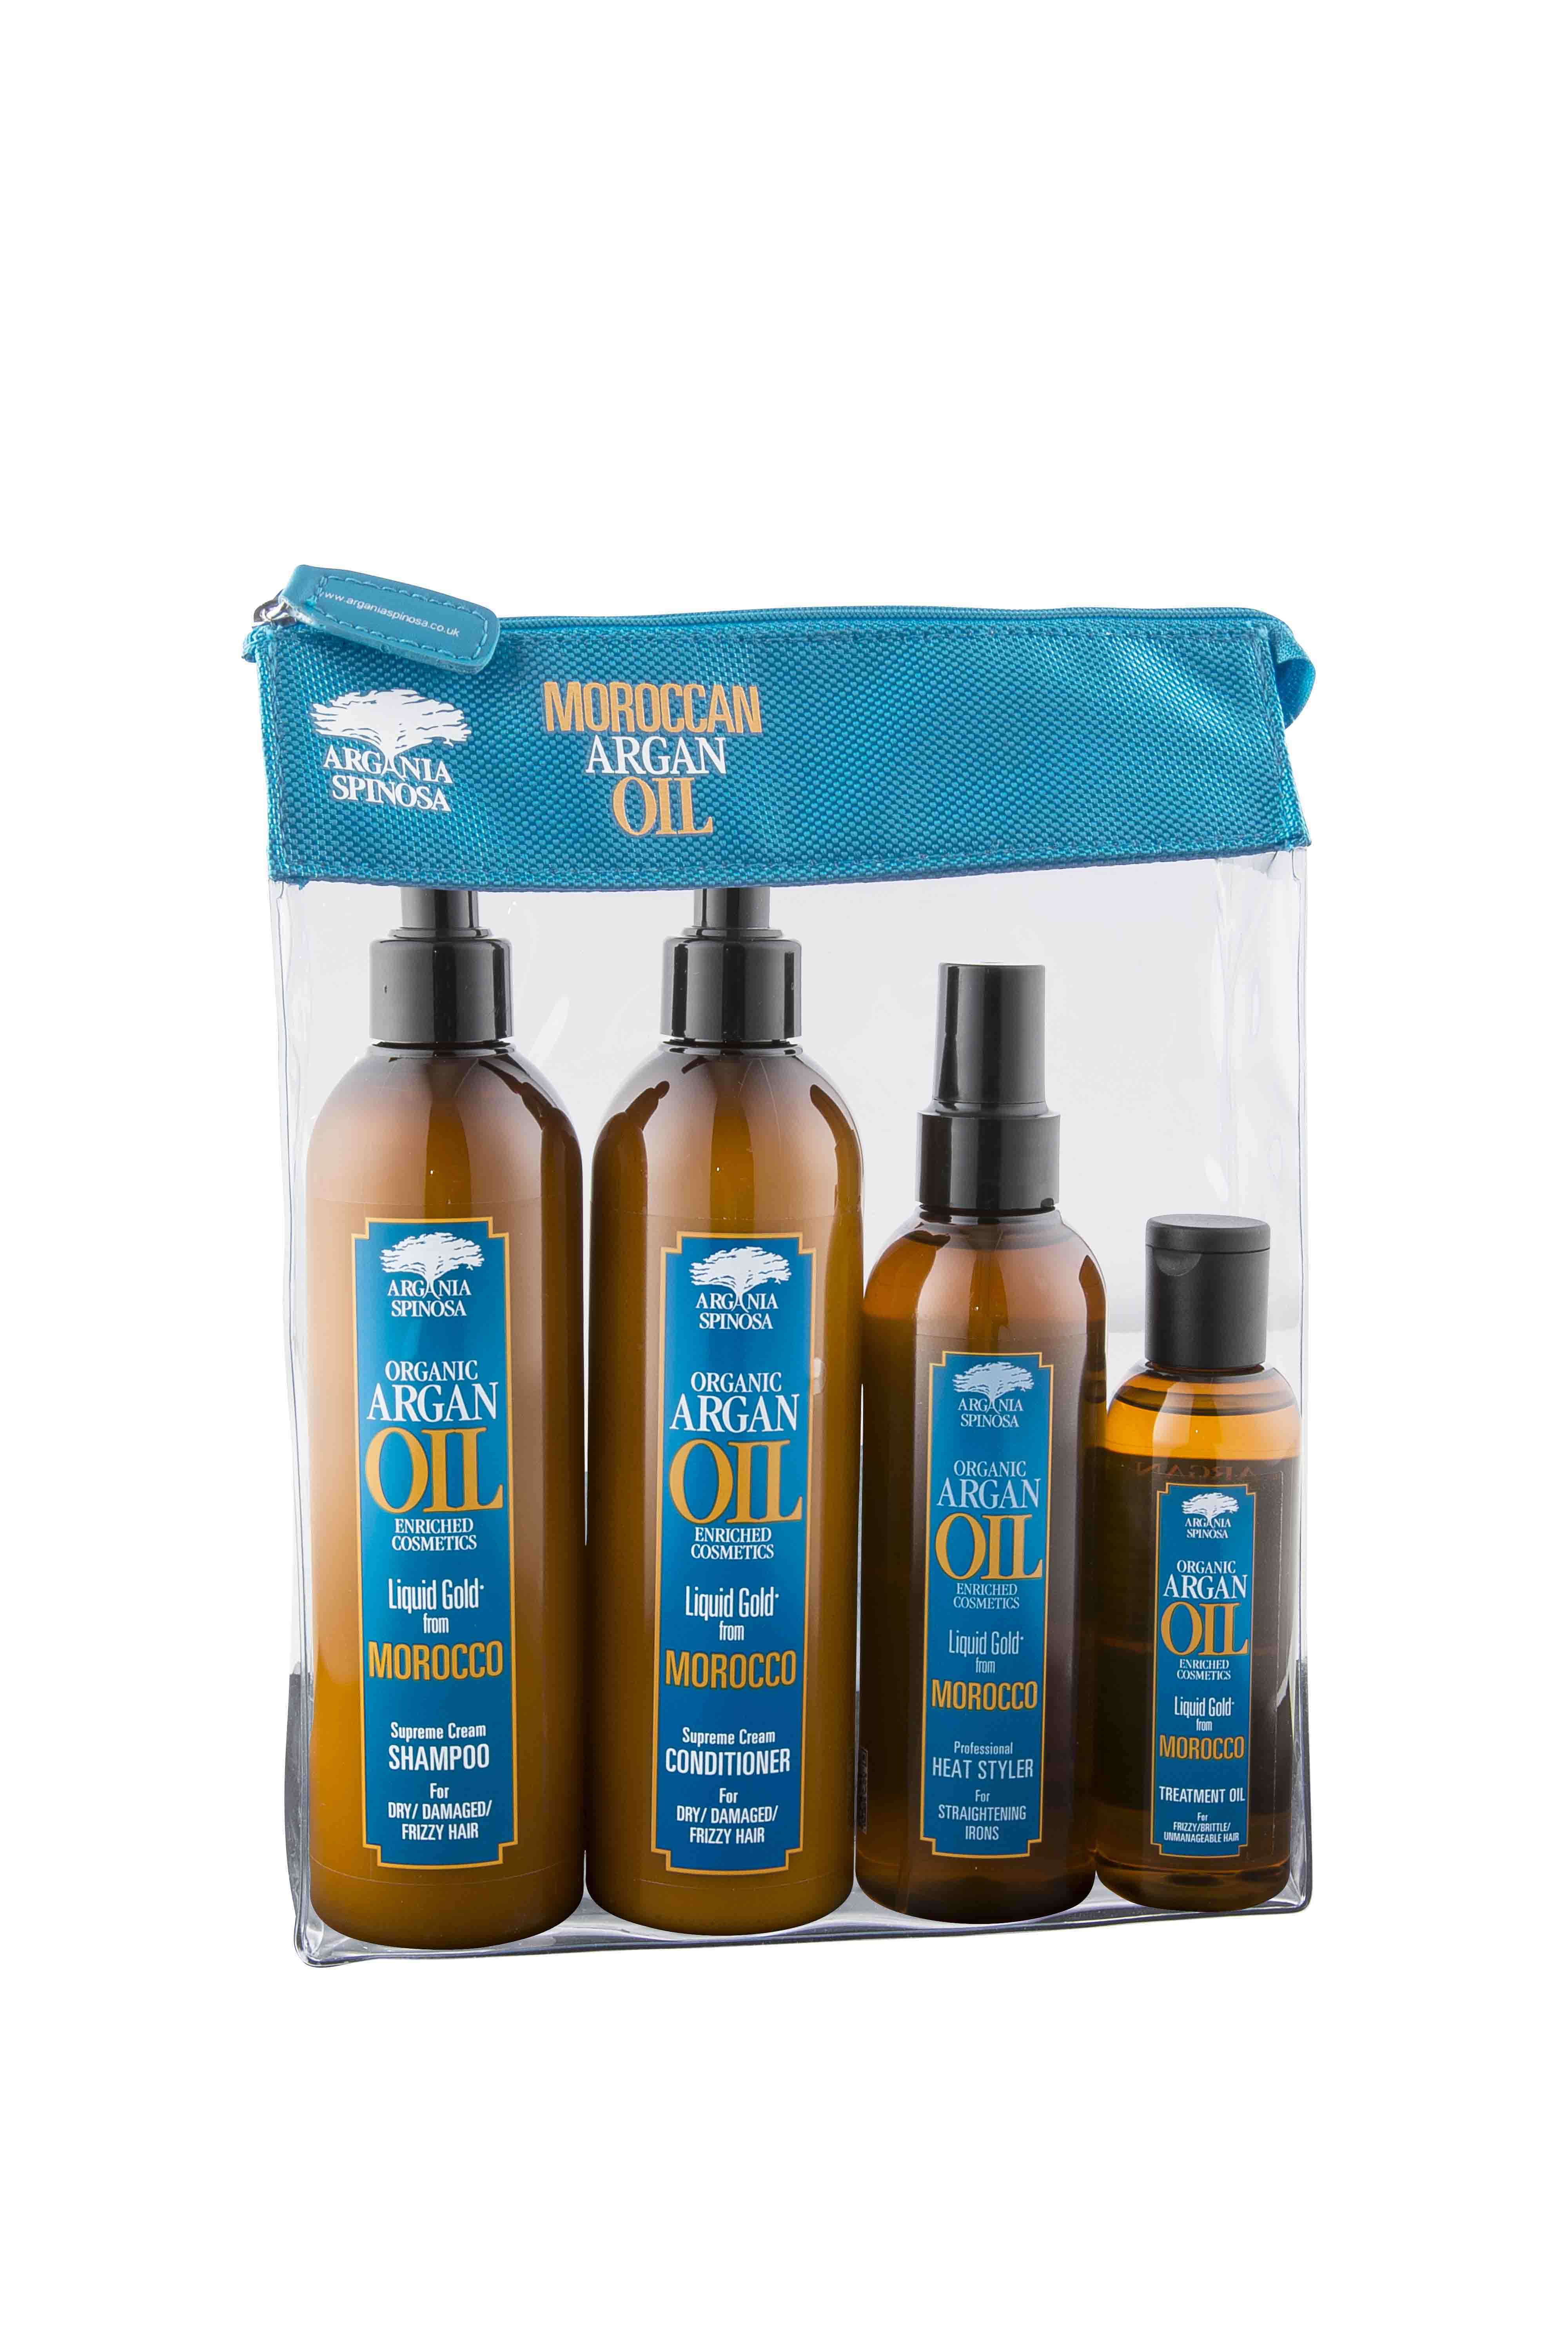 www.arganiaspinosa.co.uk
ARGANIA
SPINOSA
MOROCCAN
ARGAN
OIL
ARGANIA
SPINOSA
ORGANIC
ARGAN
OIL
ENRICHED
COSMETICS
Liquid Gold
from
MOROCCO
Supreme Cream
SHAMPOO
For
DRY/ DAMAGED/
FRIZZY HAIR
ARGANIA
SPINOSA
ORGANIC
ARGAN
OIL
ENRICHED
COSMETICS
Liquid Gold
from
MOROCCO
Supreme Cream
CONDITIONER
For
DRY/ DAMAGED/
FRIZZY HAIR
ARGANIA
SPINOSA
ORGANIC
ARGAN
OIL
ENRICHED
COSMETICS
Liquid Gold
from
MOROCCO
Professional
HEAT STYLER
For
STRAIGHTENING
IRONS
ARGAN
ARGANIA
SPINOSA
ORGANIC
ARGAN
OIL
ENRICHED
COSMETICS
Liquid Gold
from
MOROCCO
TREATMENT OIL
For
FRIZZY/BRITTLE/
UNMANAGEABLE HAIR